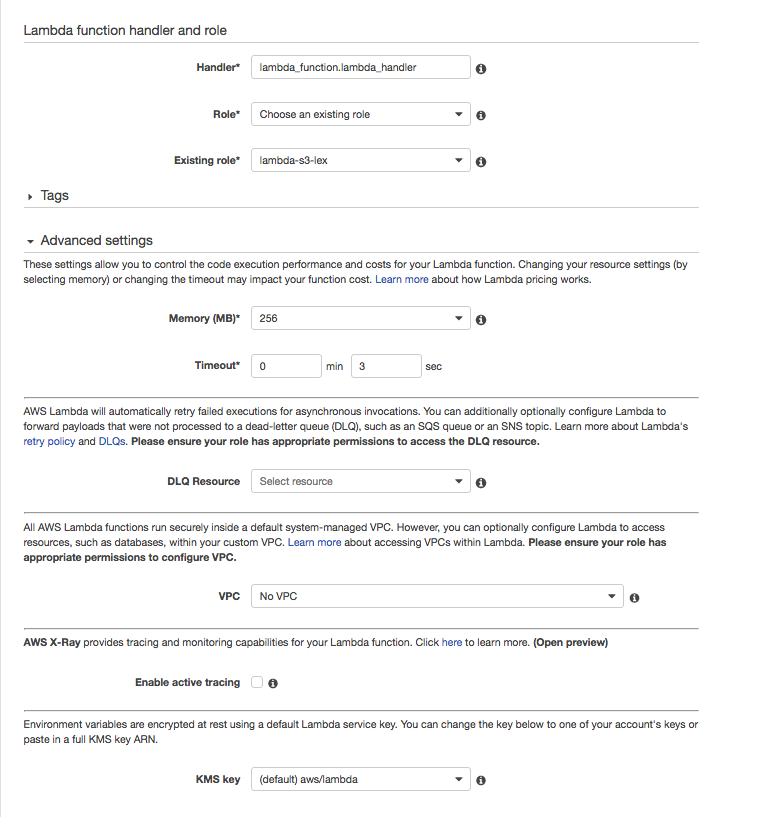 Lambda function handler and role
Handler* lambda_function.lambda_handler
Role* Choose an existing role
Existing role* lambda-s3-lex
Tags
Advanced settings
These settings allow you to control the code execution performance and costs for your Lambda function. Changing your resource settings (by
selecting memory) or changing the timeout may impact your function cost. Learn more about how Lambda pricing works.
Memory (MB)* 256
Timeout* 0 min 3 sec
AWS Lambda will automatically retry failed executions for asynchronous invocations. You can additionally optionally configure Lambda to
forward payloads that were not processed to a dead-letter queue (DLQ), such as an SQS queue or an SNS topic. Learn more about Lambda's
retry policy and DLQs. Please ensure your role has appropriate permissions to access the DLQ resource.
DLQ Resource Select resource
All AWS Lambda functions run securely inside a default system-managed VPC. However, you can optionally configure Lambda to access
resources, such as databases, within your custom VPC. Learn more about accessing VPCs within Lambda. Please ensure your role has
appropriate permissions to configure VPC.
VPC No VPC
AWS X-Ray provides tracing and monitoring capabilities for your Lambda function. Click here to learn more. (Open preview)
Enable active tracing
Environment variables are encrypted at rest using a default Lambda service key. You can change the key below to one of your account's keys or
paste in a full KMS key ARN.
KMS key (default) aws/lambda